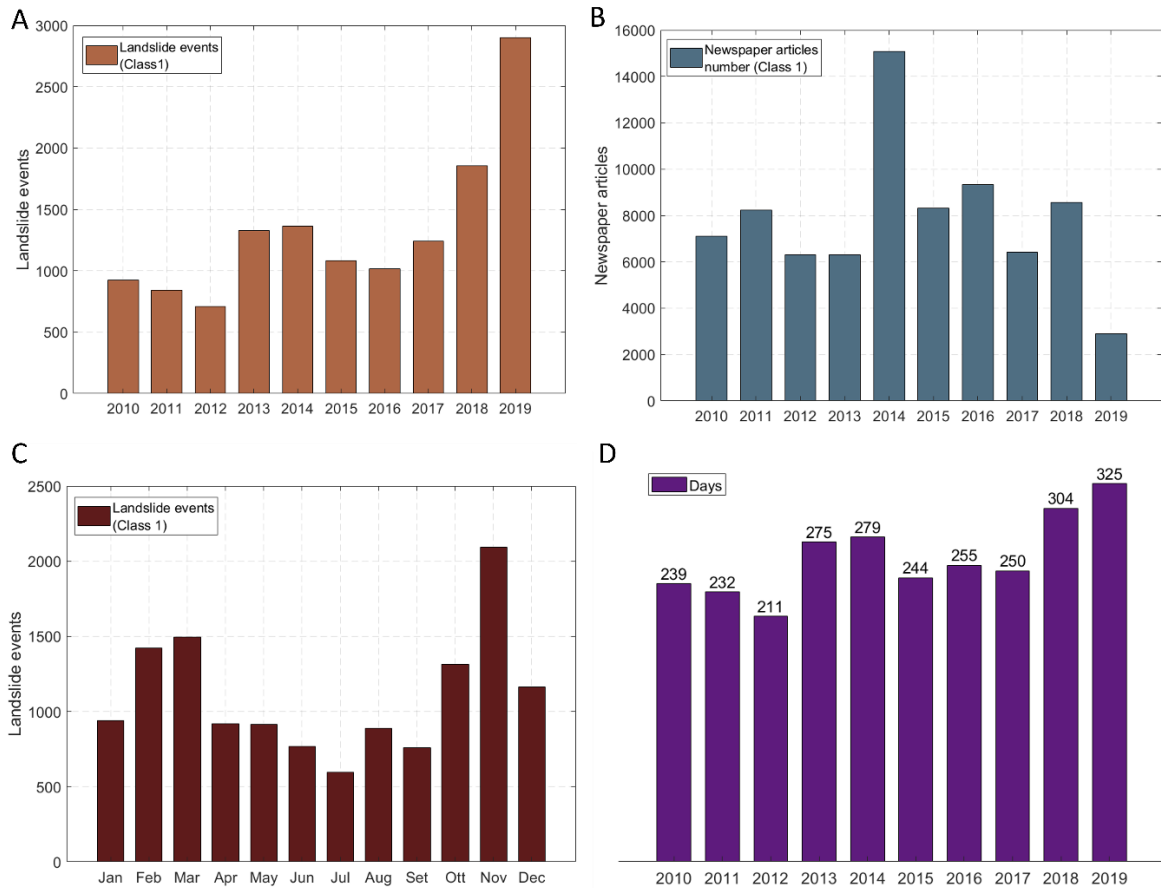 A
3000
2500
2000
1500
1000
500
0
Landslide events
Landslide events
(Class1)
2010 2011 2012 2013 2014 2015 2016 2017 2018 2019
B
16000
14000
12000
10000
8000
6000
4000
2000
0
Newspaper articles
Newspaper articles
number (Class 1)
2010 2011 2012 2013 2014 2015 2016 2017 2018 2019
C
2500
2000
1500
1000
500
0
Landslide events
Landslide events
(Class 1)
Jan Feb Mar Apr May Jun Jul Aug Set Ott Nov Dec
D
Days
239 232 211 275 279 244 255 250 304 325
2010 2011 2012 2013 2014 2015 2016 2017 2018 2019